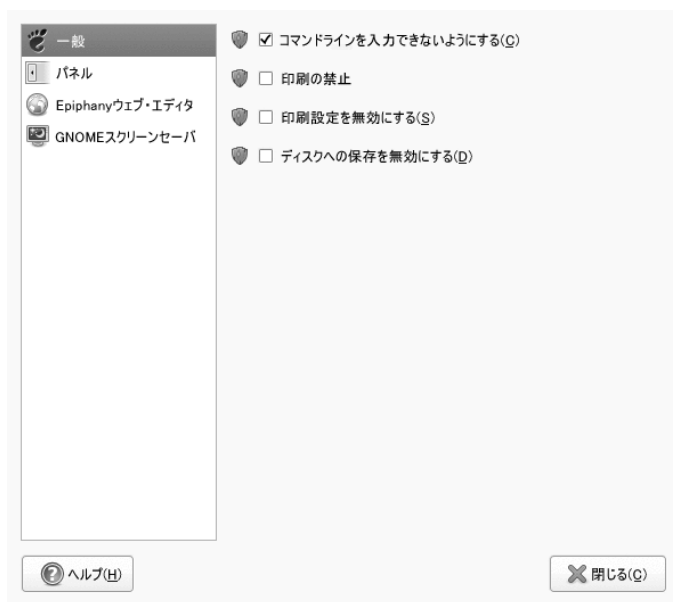 一般
パネル
Epiphanyウェブ・エディタ
GNOMEスクリーンセーバ
コマンドラインを入力できないようにする(C)
印刷の禁止
印刷設定を無効にする(S)
ディスクへの保存を無効にする(D)
ヘルプ(H)
閉じる(C)